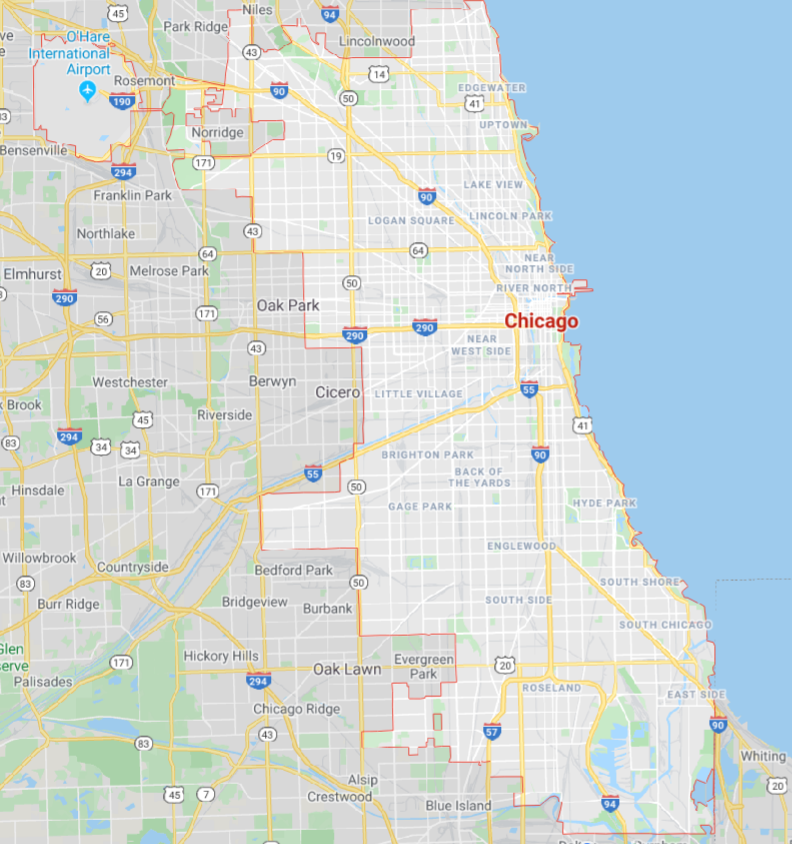 Niles
45
94
Park Ridge
O'Hare
International
Airport
43
Lincolnwood
14
Rosemont
190
90
50
41
EDGEWATER
UPTOWN
Norridge
Bensenville
171
19
294
LAKE VIEW
Franklin Park
90
LOGAN SQUARE
LINCOLN PARK
Northlake
43
64
64
NEAR
NORTH SIDE
Elmhurst
20
Melrose Park
50
RIVER NORTH
290
Oak Park
56
171
Chicago
290
290
NEAR
WEST SIDE
43
Westchester
Berwyn
Cicero
LITTLE VILLAGE
55
k Brook
45
Riverside
41
83
294
34
34
BRIGHTON PARK
90
55
BACK OF
THE YARDS
La Grange
Hinsdale
171
50
GAGE PARK
HYDE PARK
ENGLEWOOD
Willowbrook
Countryside
Bedford Park
83
50
SOUTH SHORE
Burr Ridge
Bridgeview
Burbank
SOUTH SIDE
SOUTH CHICAGO
Glen
serve
171
Hickory Hills
Oak Lawn
Evergreen
Park
20
Palisades
294
ROSELAND
EAST SIDE
Chicago Ridge
90
57
83
43
Whiting
Alsip
20
45
7
Crestwood
Blue Island
94